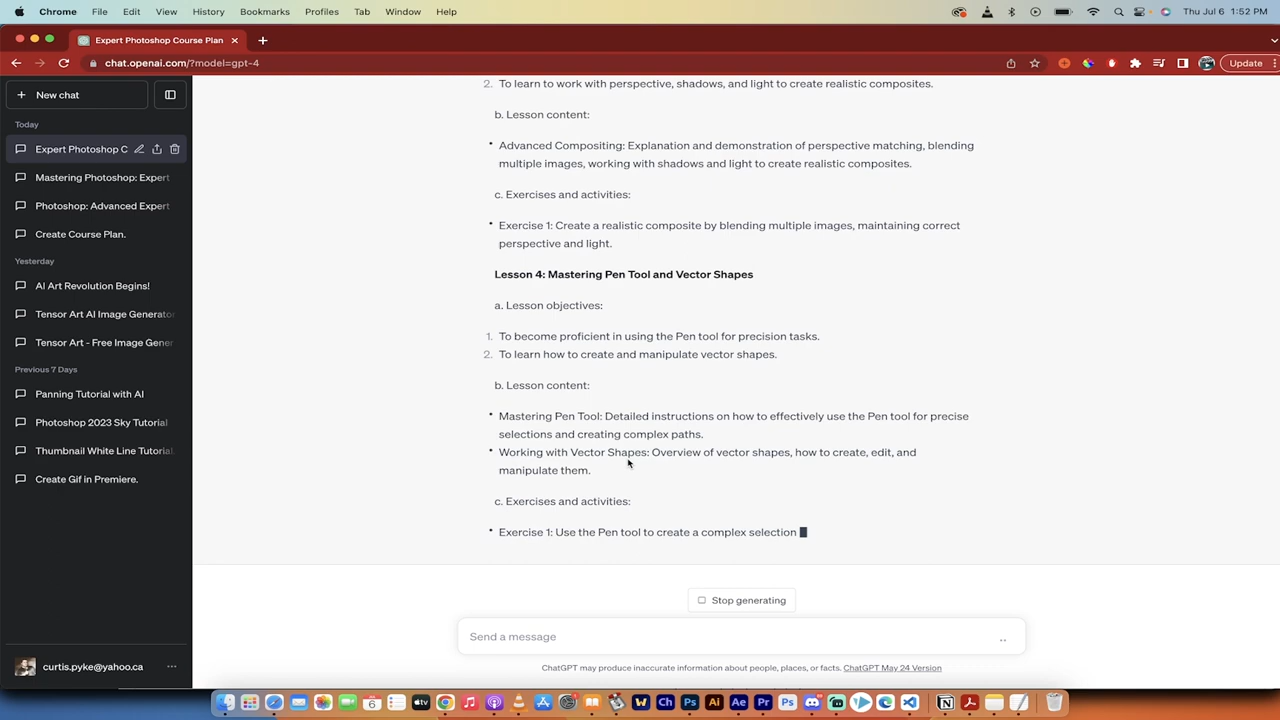 Chrome File Edit View History Bookmarks Profiles Tab Window Help Thu Jul 6 1:52 PM
Expert Photoshop Course Plan
chat.openai.com/?model=gpt-4 Update
New chat
Today
Expert Photoshop C
Mastering Photoshop: Expert
Photoshop: Advanced Expert
Create Course Plan.
Yesterday
AI Art Revolution Begins!
Tensor Art AI Image Generator
Tensor Art - Free Image Gener
Previous 7 Days
Panning Tutorial with AI
Photoshop 2023 Sky Tutorial
Thumbnail White Line Tutorial.
Create Gif in Premiere.
curtis.pyke@yahoo.ca
2. To learn to work with perspective, shadows, and light to create realistic composites.
b. Lesson content:
• Advanced Compositing: Explanation and demonstration of perspective matching, blending
multiple images, working with shadows and light to create realistic composites.
c. Exercises and activities:
• Exercise 1: Create a realistic composite by blending multiple images, maintaining correct
perspective and light.
Lesson 4: Mastering Pen Tool and Vector Shapes
a. Lesson objectives:
1. To become proficient in using the Pen tool for precision tasks.
2. To learn how to create and manipulate vector shapes.
b. Lesson content:
• Mastering Pen Tool: Detailed instructions on how to effectively use the Pen tool for precise
selections and creating complex paths.
• Working with Vector Shapes: Overview of vector shapes, how to create, edit, and
manipulate them.
c. Exercises and activities:
• Exercise 1: Use the Pen tool to create a complex selection
Stop generating
Send a message
ChatGPT may produce inaccurate information about people, places, or facts. ChatGPT May 24 Version
6 tv W Ch Ps Ai Ae Pr Ps